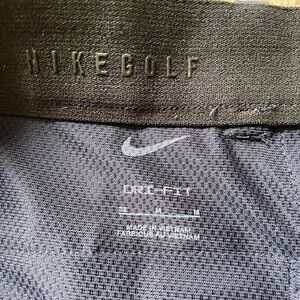 NIKEGOLF
DRI-FIT
M M M
MADE IN VIETNAM
FABRIQUÉ AU VIETNAM